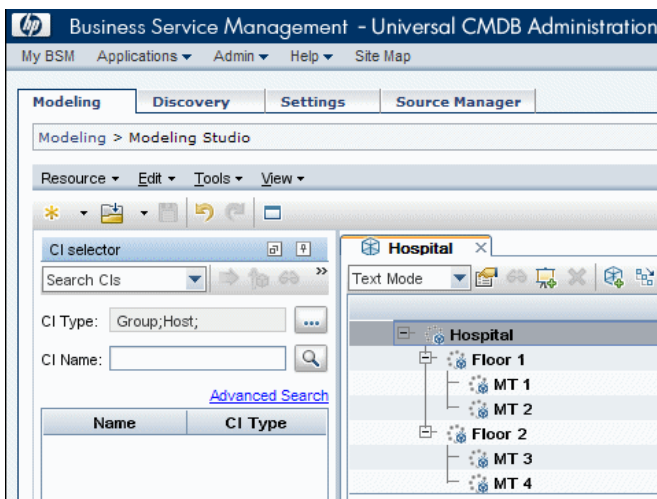 hp Business Service Management - Universal CMDB Administration
My BSM Applications Admin Help Site Map
Modeling Discovery Settings Source Manager
Modeling > Modeling Studio
Resource Edit Tools View
CI selector
Hospital
Search CIs
Text Mode
CI Type: Group;Host;
...
CI Name:
Advanced Search
Name CI Type
Hospital
Floor 1
MT 1
MT 2
Floor 2
MT 3
MT 4